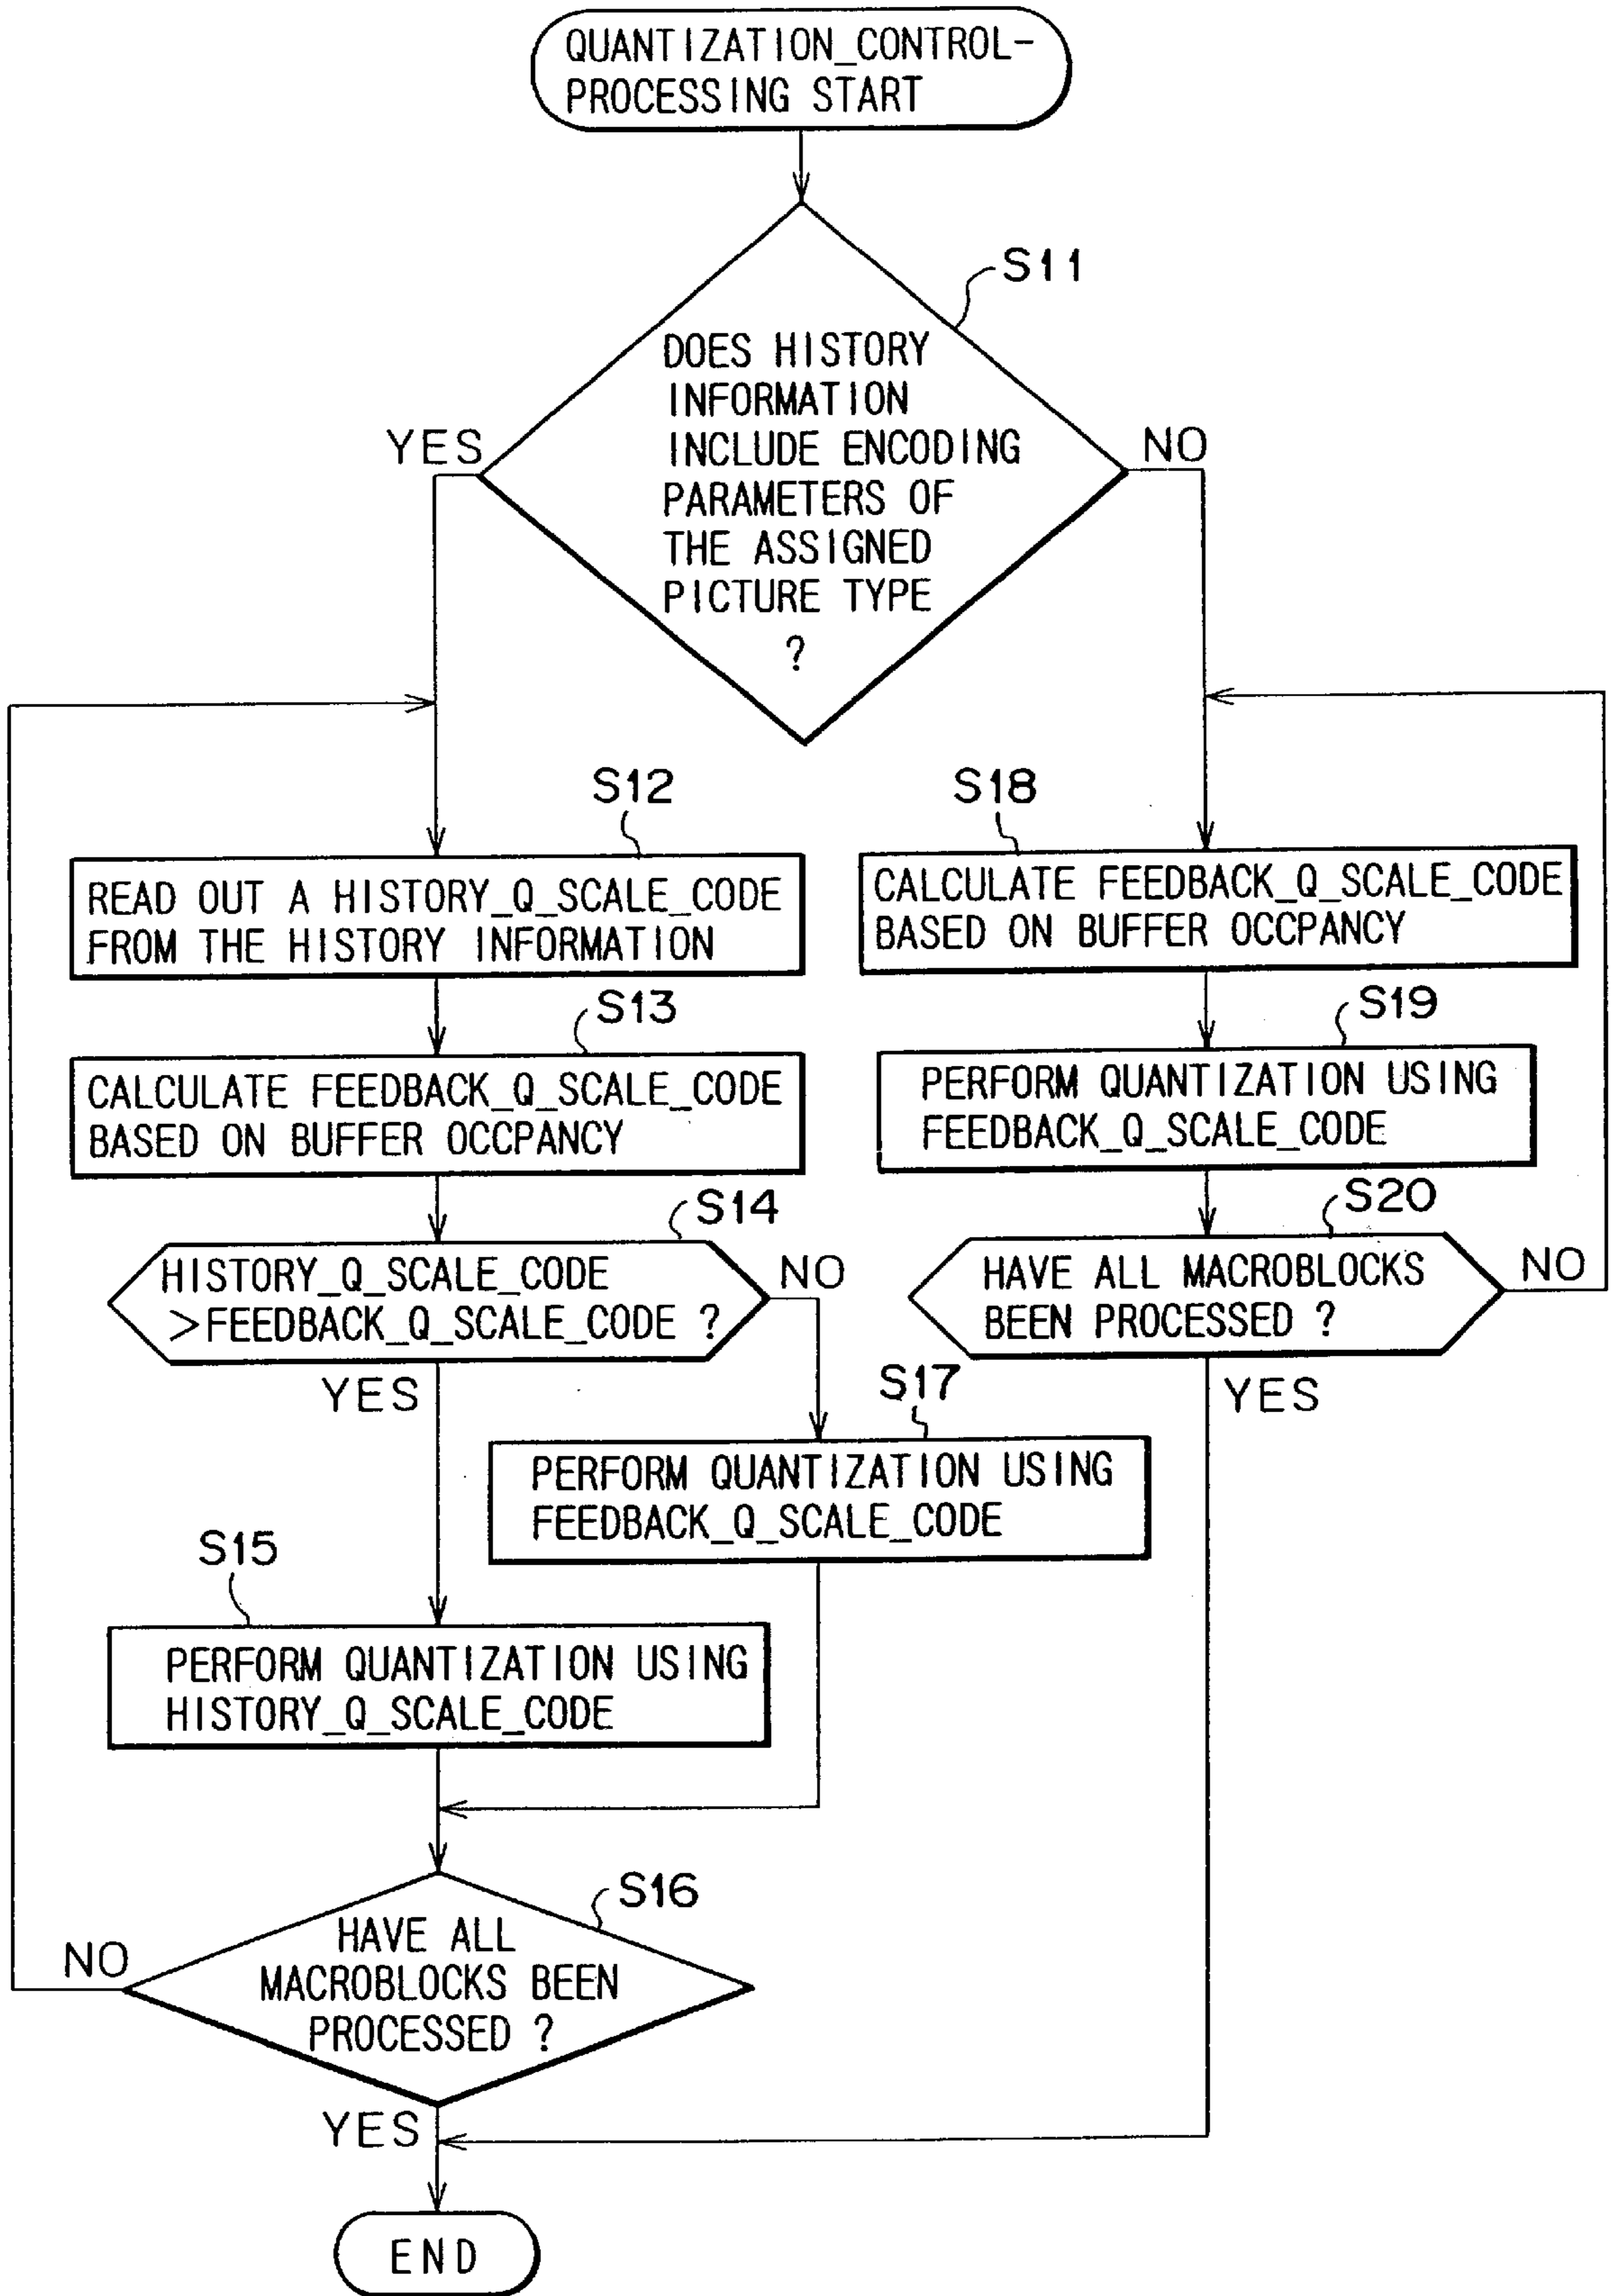 QUANTIZATION_CONTROL-
PROCESSING START
S11
DOES HISTORY
INFORMATION
INCLUDE ENCODING
PARAMETERS OF
THE ASSIGNED
PICTURE TYPE
?
YES
NO
S12
READ OUT A HISTORY_Q_SCALE_CODE
FROM THE HISTORY INFORMATION
S13
CALCULATE FEEDBACK_Q_SCALE_CODE
BASED ON BUFFER OCCPANCY
S14
HISTORY_Q_SCALE_CODE
>FEEDBACK_Q_SCALE_CODE ?
NO
YES
S17
PERFORM QUANTIZATION USING
FEEDBACK_Q_SCALE_CODE
S15
PERFORM QUANTIZATION USING
HISTORY_Q_SCALE_CODE
S16
HAVE ALL
MACROBLOCKS BEEN
PROCESSED ?
NO
YES
S18
CALCULATE FEEDBACK_Q_SCALE_CODE
BASED ON BUFFER OCCPANCY
S19
PERFORM QUANTIZATION USING
FEEDBACK_Q_SCALE_CODE
S20
HAVE ALL MACROBLOCKS
BEEN PROCESSED ?
NO
YES
END